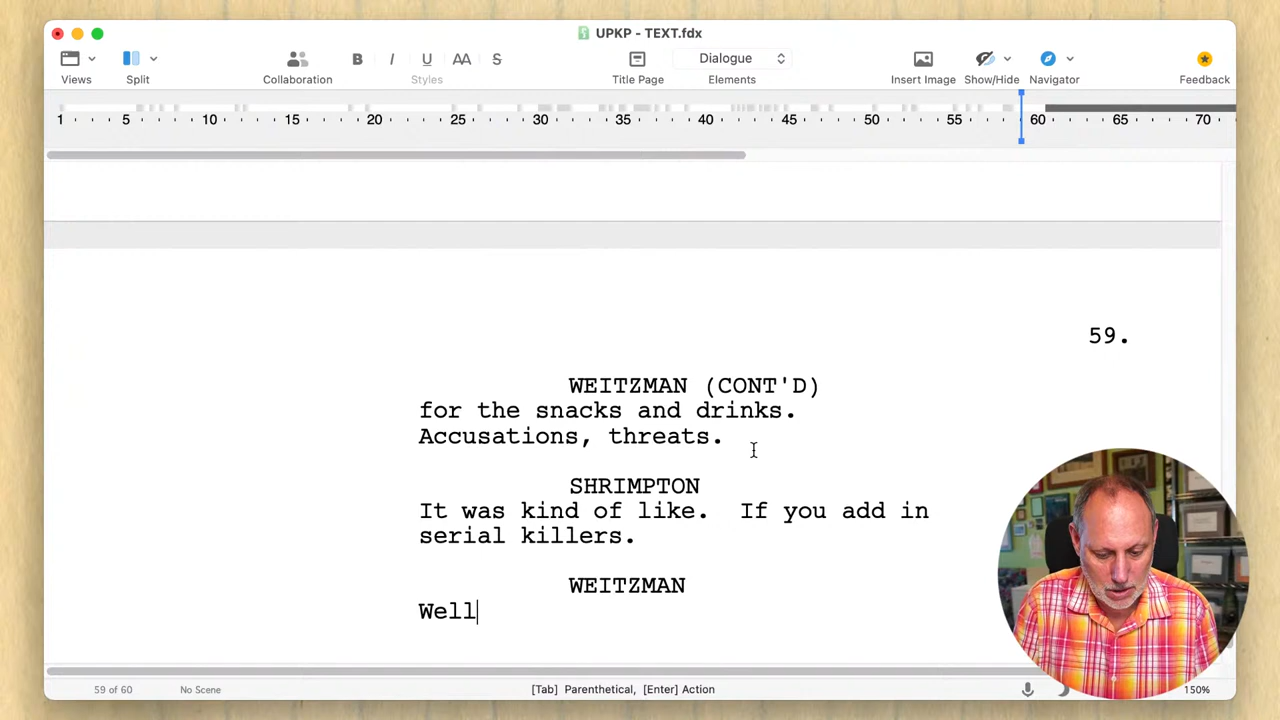 UPKP - TEXT.fdx
Views
Split
Collaboration
B I U AA S
Styles
Title Page
Dialogue
Elements
Insert Image
Show/Hide
Navigator
Feedback
1 5 10 15 20 25 30 35 40 45 50 55 60 65 70
59.
WEITZMAN (CONT'D)
for the snacks and drinks.
Accusations, threats.
SHRIMPTON
It was kind of like. If you add in
serial killers.
WEITZMAN
Well
59 of 60
No Scene
[Tab] Parenthetical, [Enter] Action
150%